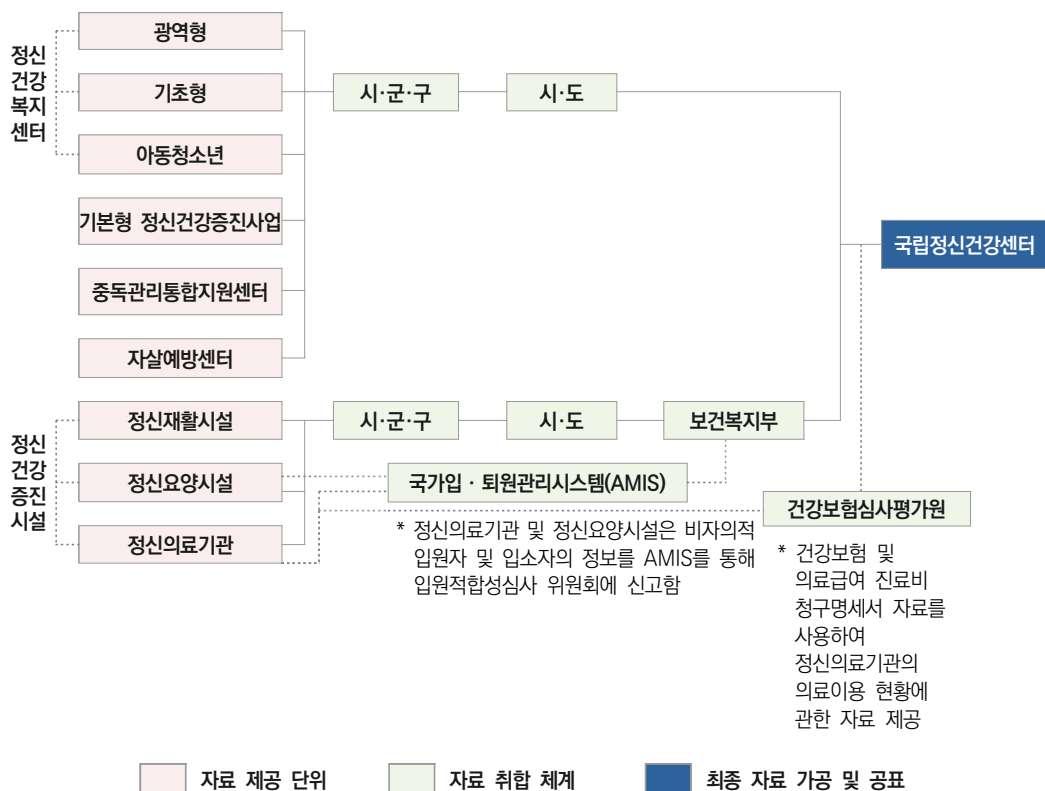 정신
건강
복지
센터
광역형
기초형
아동청소년
기본형 정신건강증진사업
중독관리통합지원센터
자살예방센터
시·군·구
시·도
국립정신건강센터
정신
건강
증진
시설
정신재활시설
정신요양시설
정신의료기관
시·군·구
시·도
보건복지부
국가입·퇴원관리시스템(AMIS)
* 정신의료기관 및 정신요양시설은 비자의적
입원자 및 입소자의 정보를 AMIS를 통해
입원적합성심사 위원회에 신고함
건강보험심사평가원
* 건강보험 및
의료급여 진료비
청구명세서 자료를
사용하여
정신의료기관의
의료이용 현황에
관한 자료 제공
자료 제공 단위
자료 취합 체계
최종 자료 가공 및 공표